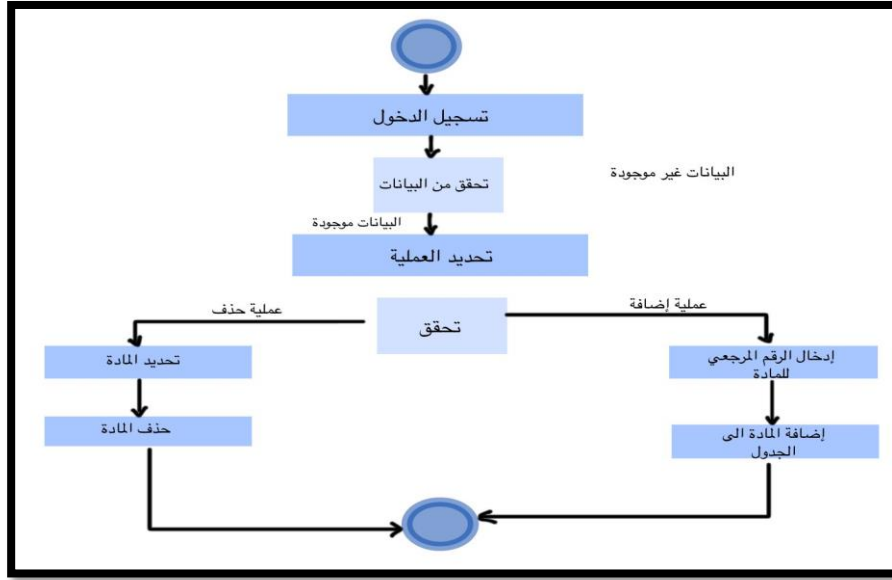 تسجيل الدخول
تحقق من البيانات
البيانات غير موجودة
البيانات موجودة
تحديد العملية
عملية إضافة
عملية حذف
تحقق
إدخال الرقم المرجعي
للمادة
تحديد المادة
إضافة المادة الى
الجدول
حذف المادة